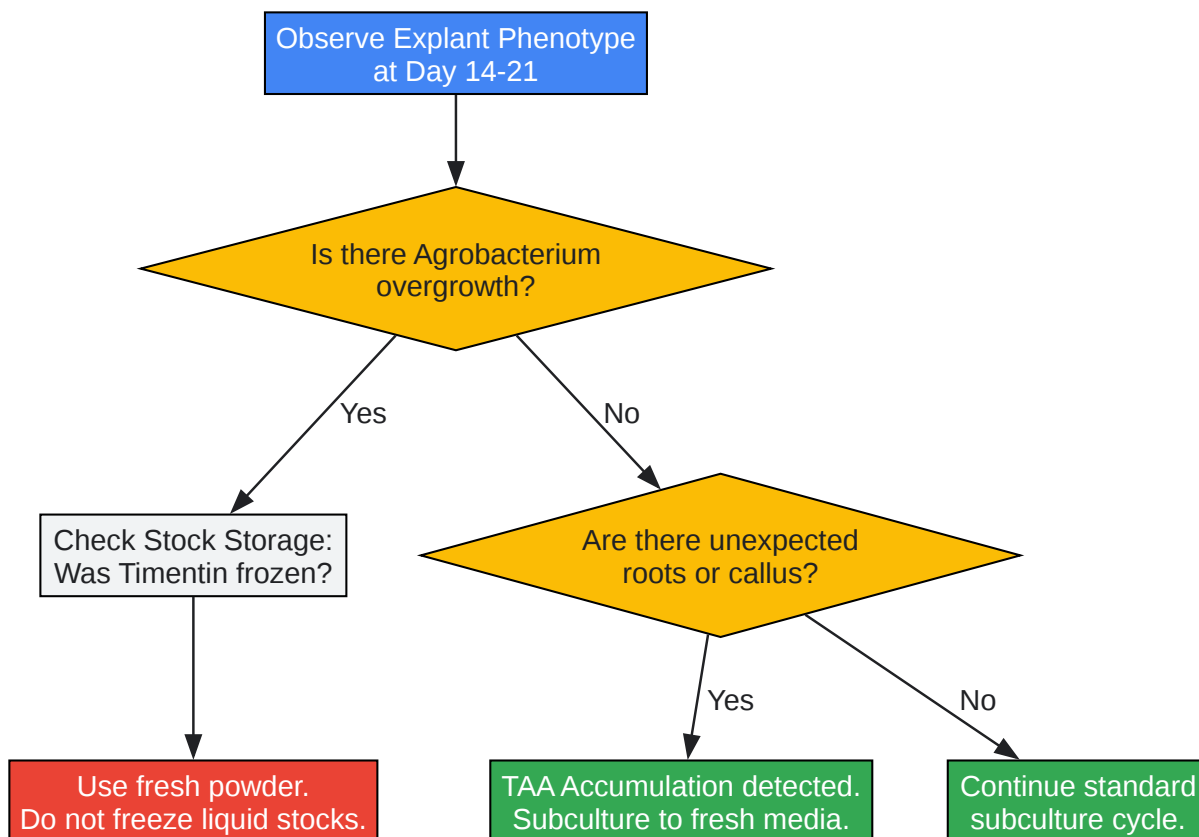 Observe Explant Phenotype
at Day 14-21
Is there Agrobacterium
overgrowth?
Yes
No
Check Stock Storage:
Was Timentin frozen?
Are there unexpected
roots or callus?
Yes
No
Use fresh powder.
Do not freeze liquid stocks.
TAA Accumulation detected.
Subculture to fresh media.
Continue standard
subculture cycle.